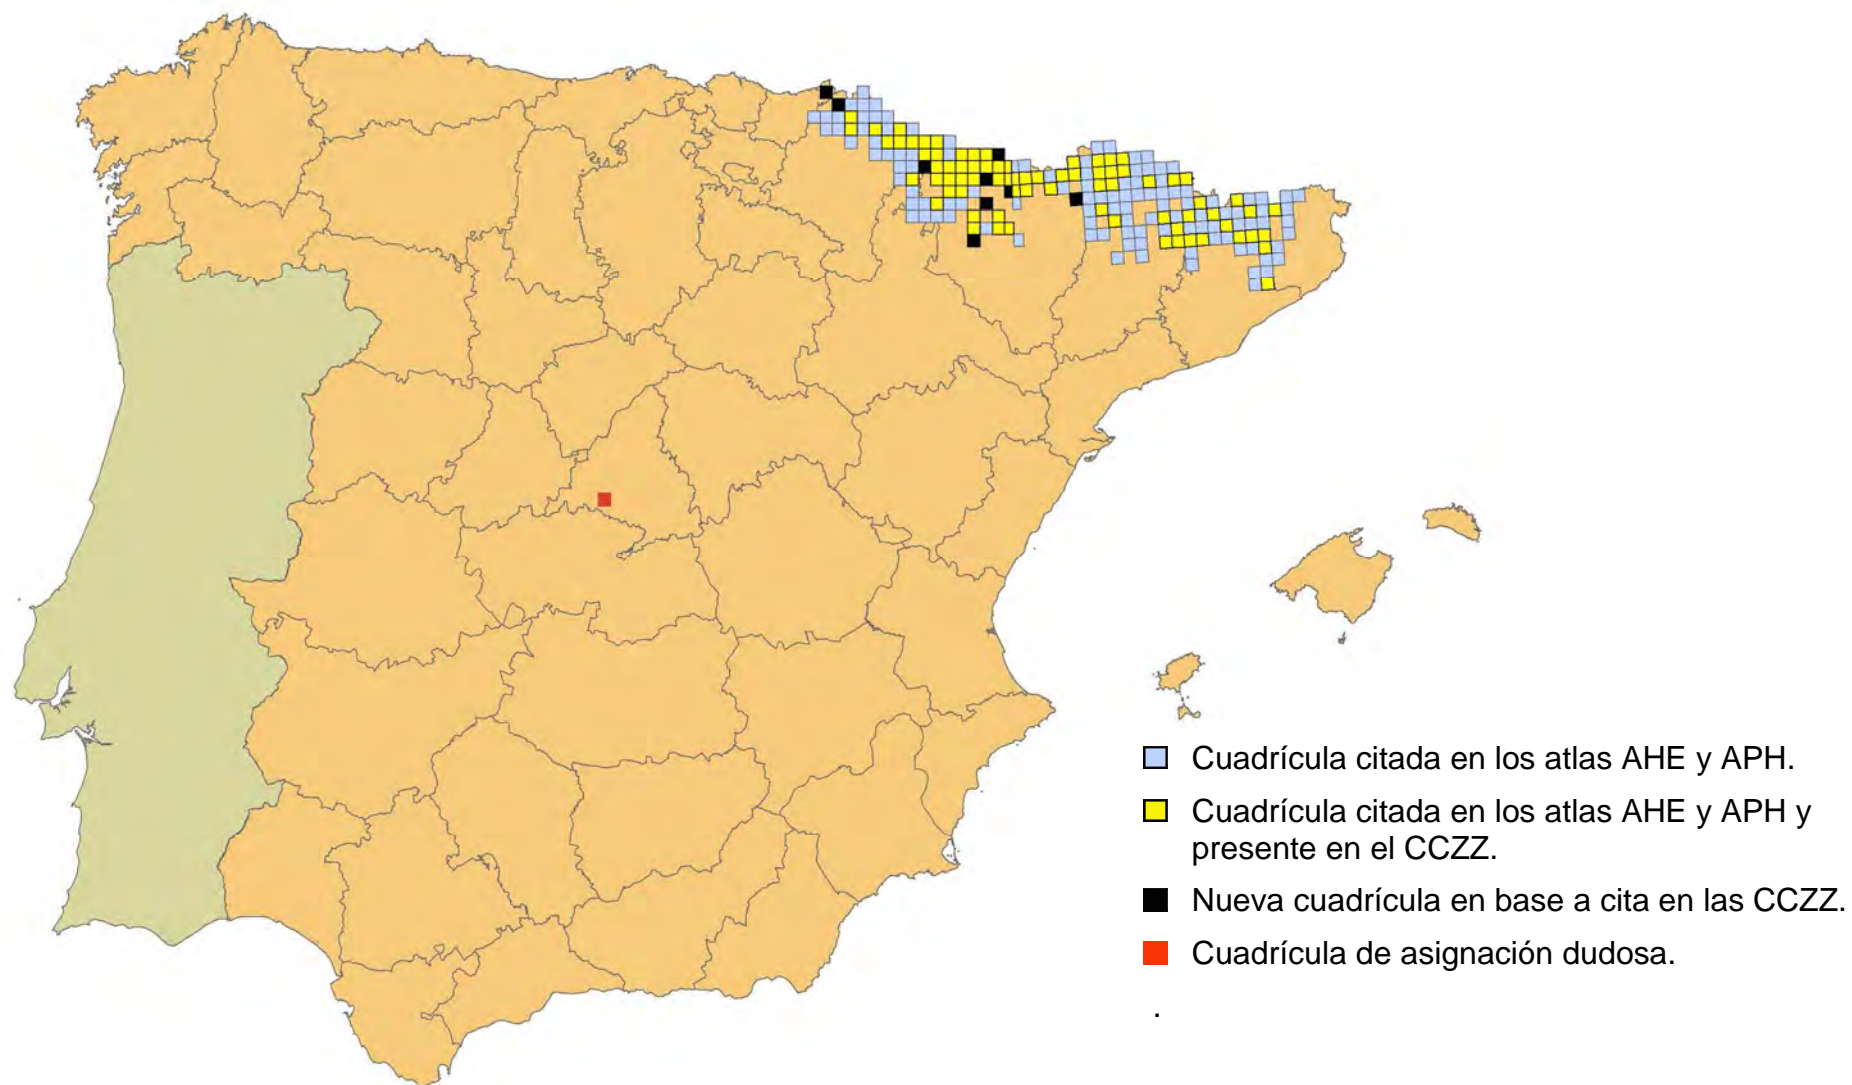 Cuadrícula citada en los atlas AHE y APH.
Cuadrícula citada en los atlas AHE y APH y
presente en el CCZZ.
Nueva cuadrícula en base a cita en las CCZZ.
Cuadrícula de asignación dudosa.
.